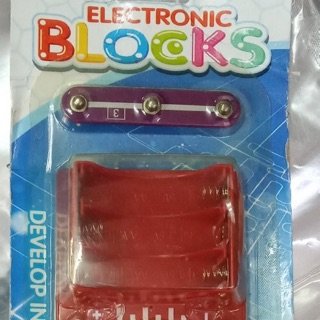 ELECTRONIC
BLOCKS
3
DEVELOP IN